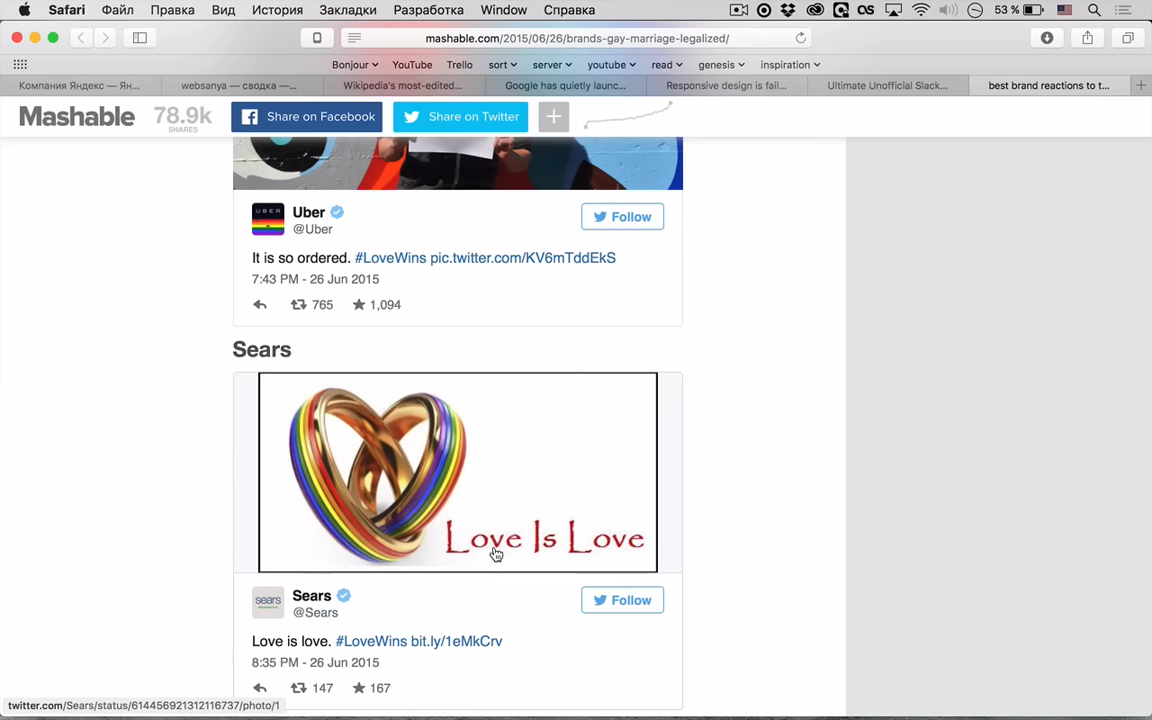 Safari Файл Правка Вид История Закладки Разработка Window Справка 53 %
mashable.com/2015/06/26/brands-gay-marriage-legalized/
Bonjour YouTube Trello sort server youtube read genesis inspiration
Компания Яндекс — Ян... websanya — сводка —... Wikipedia's most-edited... Google has quietly launc... Responsive design is fail... Ultimate Unofficial Slack... best brand reactions to t...
Mashable 78.9k SHARES Share on Facebook Share on Twitter
UBER
Uber Follow
@Uber
It is so ordered. #LoveWins pic.twitter.com/KV6mTddEkS
7:43 PM - 26 Jun 2015
765 1,094
Sears
Love Is Love
sears
Sears Follow
@Sears
Love is love. #LoveWins bit.ly/1eMkCrv
8:35 PM - 26 Jun 2015
147 167
twitter.com/Sears/status/614456921312116737/photo/1